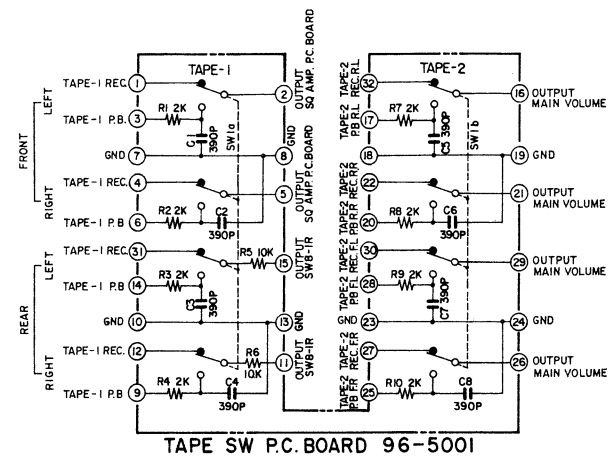 TAPE-1
TAPE-2
FRONT
LEFT
RIGHT
REAR
LEFT
RIGHT
TAPE-1 REC. 1
TAPE-1 P.B. 3
GND 7
TAPE-1 REC. 4
TAPE-1 P.B 6
TAPE-1 REC. 31
TAPE-1 P.B 14
GND 10
TAPE-1 REC. 12
TAPE-1 P.B 9
R1 2K
C1 390P
SW1a
R2 2K
C2 390P
R5 10K
R3 2K
C3 390P
R6 10K
R4 2K
C4 390P
2 OUTPUT SQ AMP. P.C. BOARD
8 GND
5 OUTPUT SQ AMP. P.C. BOARD
15 OUTPUT SW8-1R
13 GND
11 OUTPUT SW8-1R
TAPE-2 REC. R.L 32
TAPE-2 P.B R.L 17
18
TAPE-2 REC. R.R 22
TAPE-2 P.B R.R 20
TAPE-2 REC. F.L 30
TAPE-2 P.B F.L 28
GND 23
TAPE-2 REC. F.R 27
TAPE-2 P.B F.R 25
R7 2K
C5 390P
SW1b
R8 2K
C6 390P
R9 2K
C7 390P
R10 2K
C8 390P
16 OUTPUT MAIN VOLUME
19 GND
21 OUTPUT MAIN VOLUME
29 OUTPUT MAIN VOLUME
24 GND
26 OUTPUT MAIN VOLUME
TAPE SW P.C. BOARD 96-5001